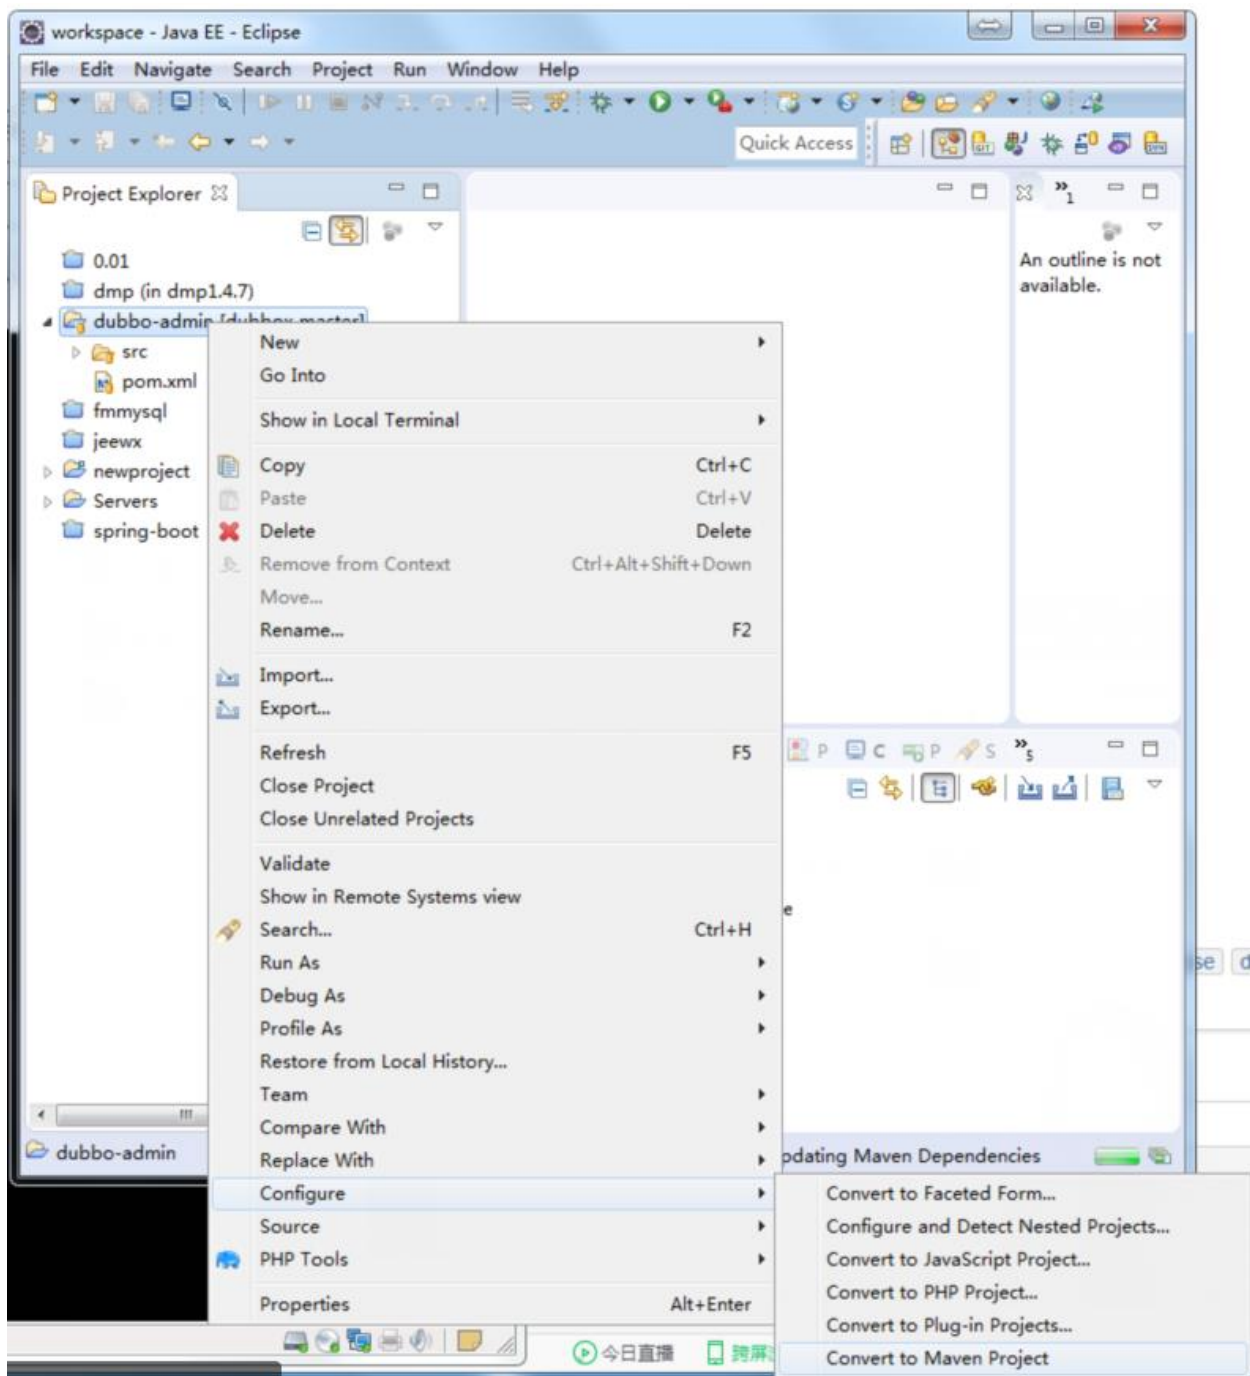 workspace - Java EE - Eclipse
File Edit Navigate Search Project Run Window Help
Quick Access
Project Explorer
»1
An outline is not
available.
0.01
dmp (in dmp1.4.7)
dubbo-admin [dubbox master]
src
pom.xml
fmmysql
jeewx
newproject
Servers
spring-boot
New
Go Into
Show in Local Terminal
Copy Ctrl+C
Paste Ctrl+V
Delete Delete
Remove from Context Ctrl+Alt+Shift+Down
Move...
Rename... F2
Import...
Export...
Refresh F5
Close Project
Close Unrelated Projects
Validate
Show in Remote Systems view
Search... Ctrl+H
Run As
Debug As
Profile As
Restore from Local History...
Team
Compare With
Replace With
Configure
Source
PHP Tools
Properties Alt+Enter
P C P S »5
e
se d
dubbo-admin
pdating Maven Dependencies
Convert to Faceted Form...
Configure and Detect Nested Projects...
Convert to JavaScript Project...
Convert to PHP Project...
Convert to Plug-in Projects...
Convert to Maven Project
今日直播 跨屏